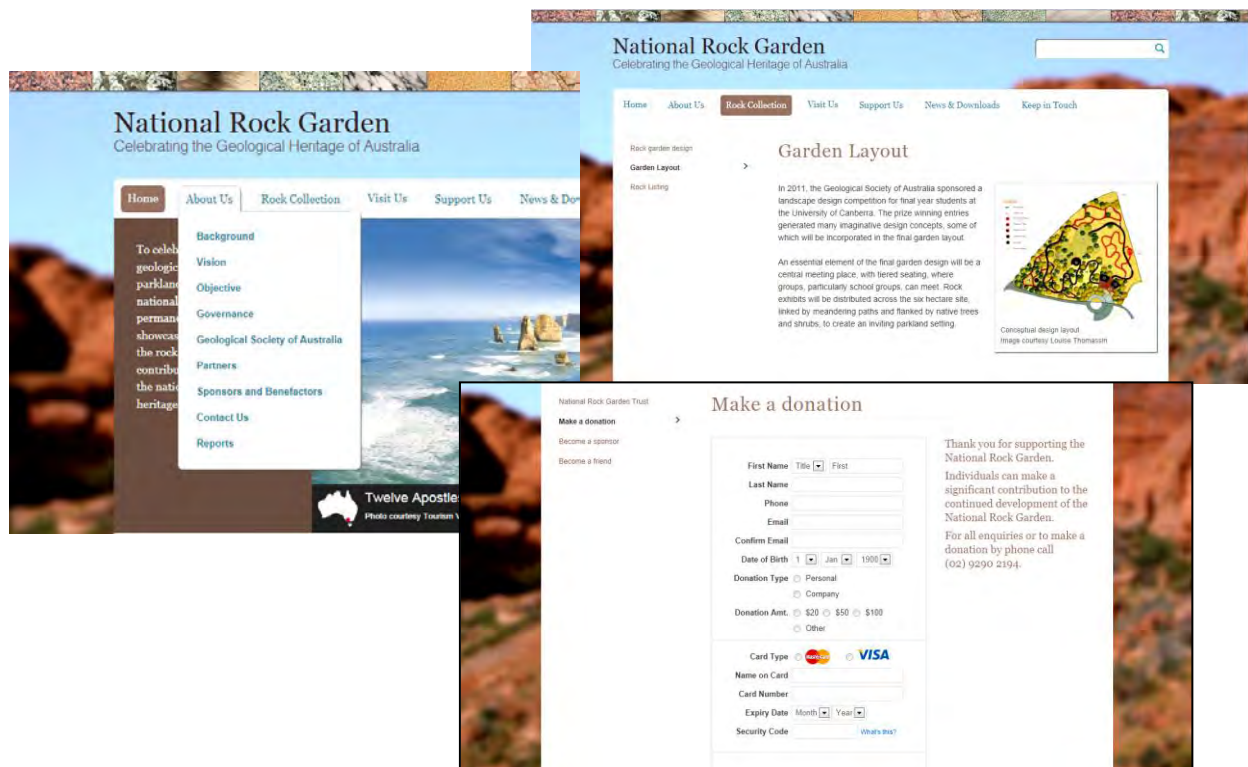 National Rock Garden
Celebrating the Geological Heritage of Australia
Home About Us Rock Collection Visit Us Support Us News & Do
Background
Vision
Objective
Governance
Geological Society of Australia
Partners
Sponsors and Benefactors
Contact Us
Reports
To celeb
geologic
parkland
national
permane
showcas
the rock
contribu
the natio
heritage
Twelve Apostles
Photo courtesy Tourism V
National Rock Garden
Celebrating the Geological Heritage of Australia
Home About Us Rock Collection Visit Us Support Us News & Downloads Keep in Touch
Rock garden design
Garden Layout
Rock Listing
Garden Layout
In 2011, the Geological Society of Australia sponsored a
landscape design competition for final year students at
the University of Canberra. The prize winning entries
generated many imaginative design concepts, some of
which will be incorporated in the final garden layout.
An essential element of the final garden design will be a
central meeting place, with tiered seating, where
groups, particularly school groups, can meet. Rock
exhibits will be distributed across the six hectare site,
linked by meandering paths and flanked by native trees
and shrubs, to create an inviting parkland setting.
Conceptual design layout.
Image courtesy Louise Thomassin
National Rock Garden Trust
Make a donation
Become a sponsor
Become a friend
Make a donation
First Name Title First
Last Name
Phone
Email
Confirm Email
Date of Birth 1 Jan 1900
Donation Type Personal
Company
Donation Amt. $20 $50 $100
Other
Card Type MasterCard VISA
Name on Card
Card Number
Expiry Date Month Year
Security Code What's this?
Thank you for supporting the
National Rock Garden.
Individuals can make a
significant contribution to the
continued development of the
National Rock Garden.
For all enquiries or to make a
donation by phone call
(02) 9290 2194.